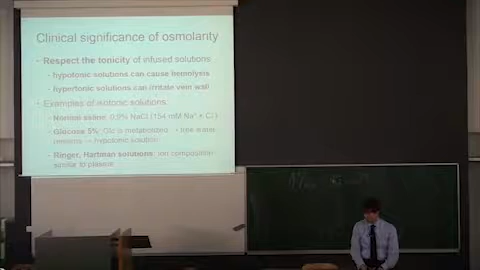 Clinical significance of osmolarity
- Respect the tonicity of infused solutions
- hypotonic solutions can cause hemolysis
- hypertonic solutions can irritate vein wall
- Examples of isotonic solutions:
- Normal saline: 0,9% NaCl (154 mM Na⁺ + Cl⁻)
- Glucose 5%: Glc is metabolized → free water
remains → hypotonic solution
- Ringer, Hartman solutions: ion composition
similar to plasma